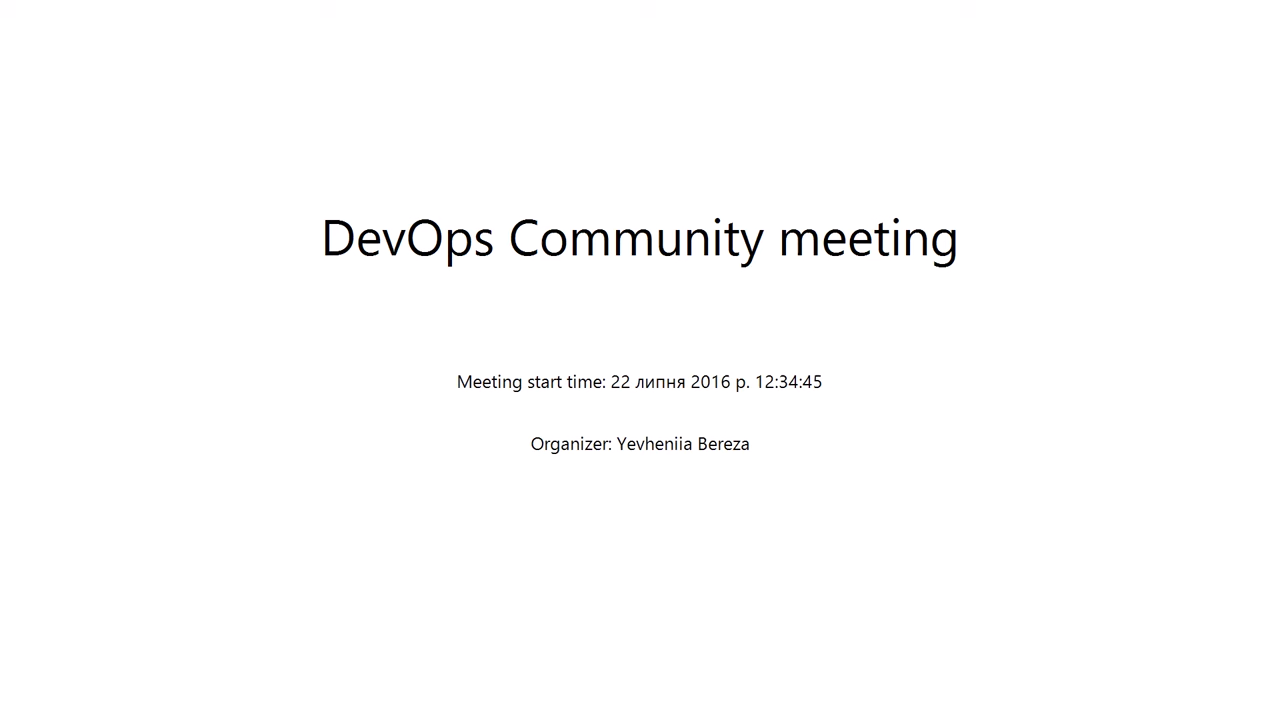 DevOps Community meeting
Meeting start time: 22 липня 2016 р. 12:34:45
Organizer: Yevheniia Bereza